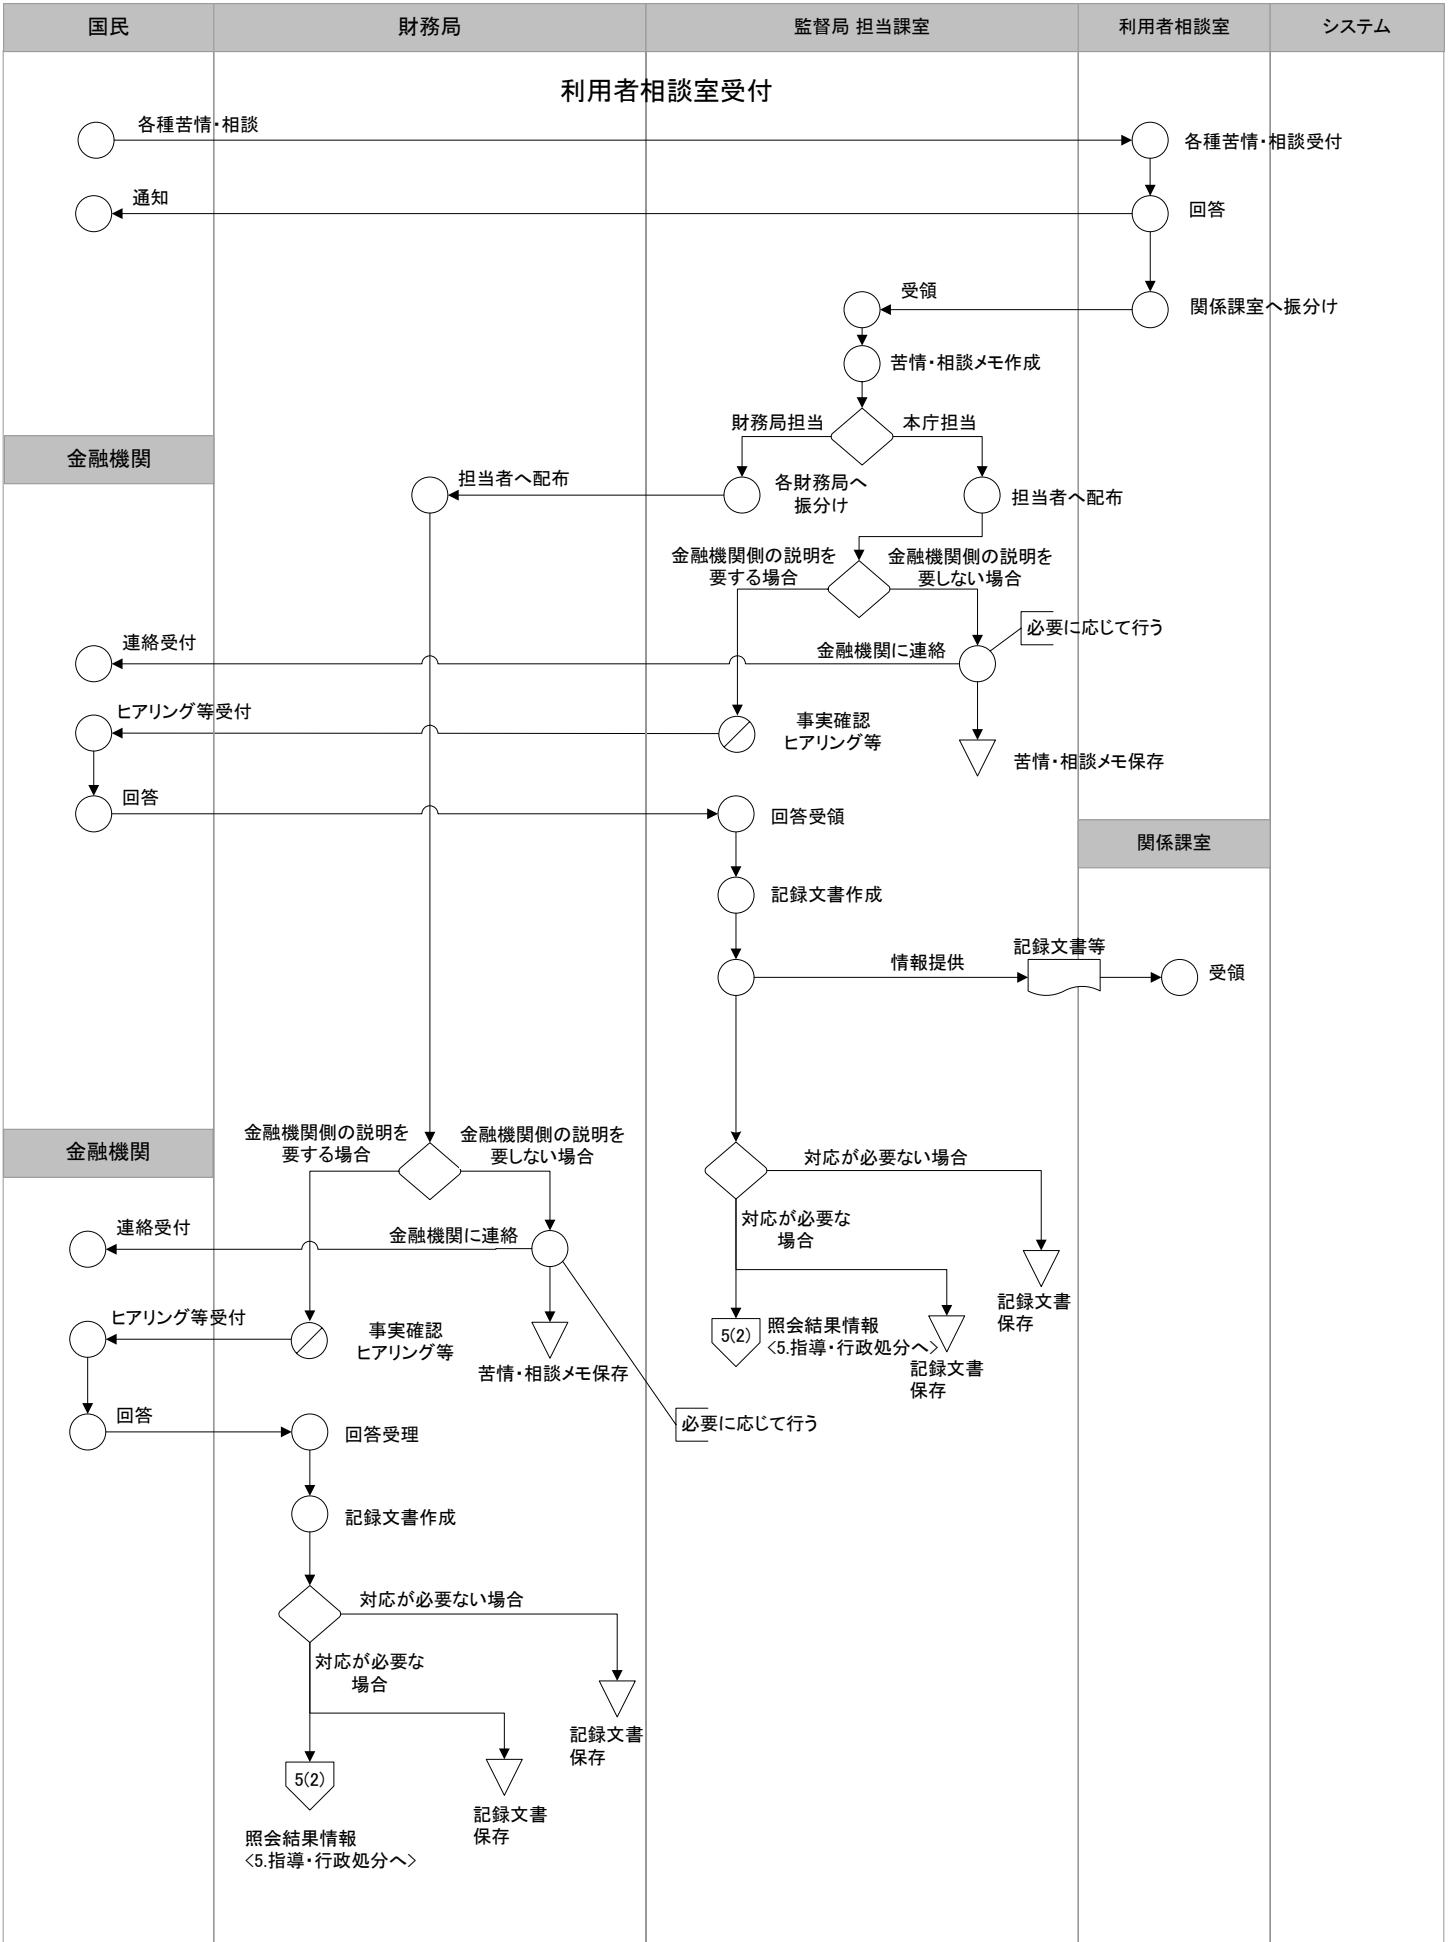 国民
財務局
監督局 担当課室
利用者相談室
システム
利用者相談室受付
各種苦情・相談
各種苦情・相談受付
通知
回答
受領
関係課室へ振分け
苦情・相談メモ作成
財務局担当
本庁担当
金融機関
担当者へ配布
各財務局へ
振分け
担当者へ配布
金融機関側の説明を
要する場合
金融機関側の説明を
要しない場合
必要に応じて行う
連絡受付
金融機関に連絡
ヒアリング等受付
事実確認
ヒアリング等
苦情・相談メモ保存
回答
回答受領
関係課室
記録文書作成
情報提供
記録文書等
受領
金融機関
金融機関側の説明を
要する場合
金融機関側の説明を
要しない場合
対応が必要ない場合
対応が必要な
場合
連絡受付
金融機関に連絡
記録文書
保存
ヒアリング等受付
事実確認
ヒアリング等
苦情・相談メモ保存
5(2)
照会結果情報
<5.指導・行政処分へ>
記録文書
保存
回答
回答受理
必要に応じて行う
記録文書作成
対応が必要ない場合
対応が必要な
場合
記録文書
保存
5(2)
記録文書
保存
照会結果情報
<5.指導・行政処分へ>